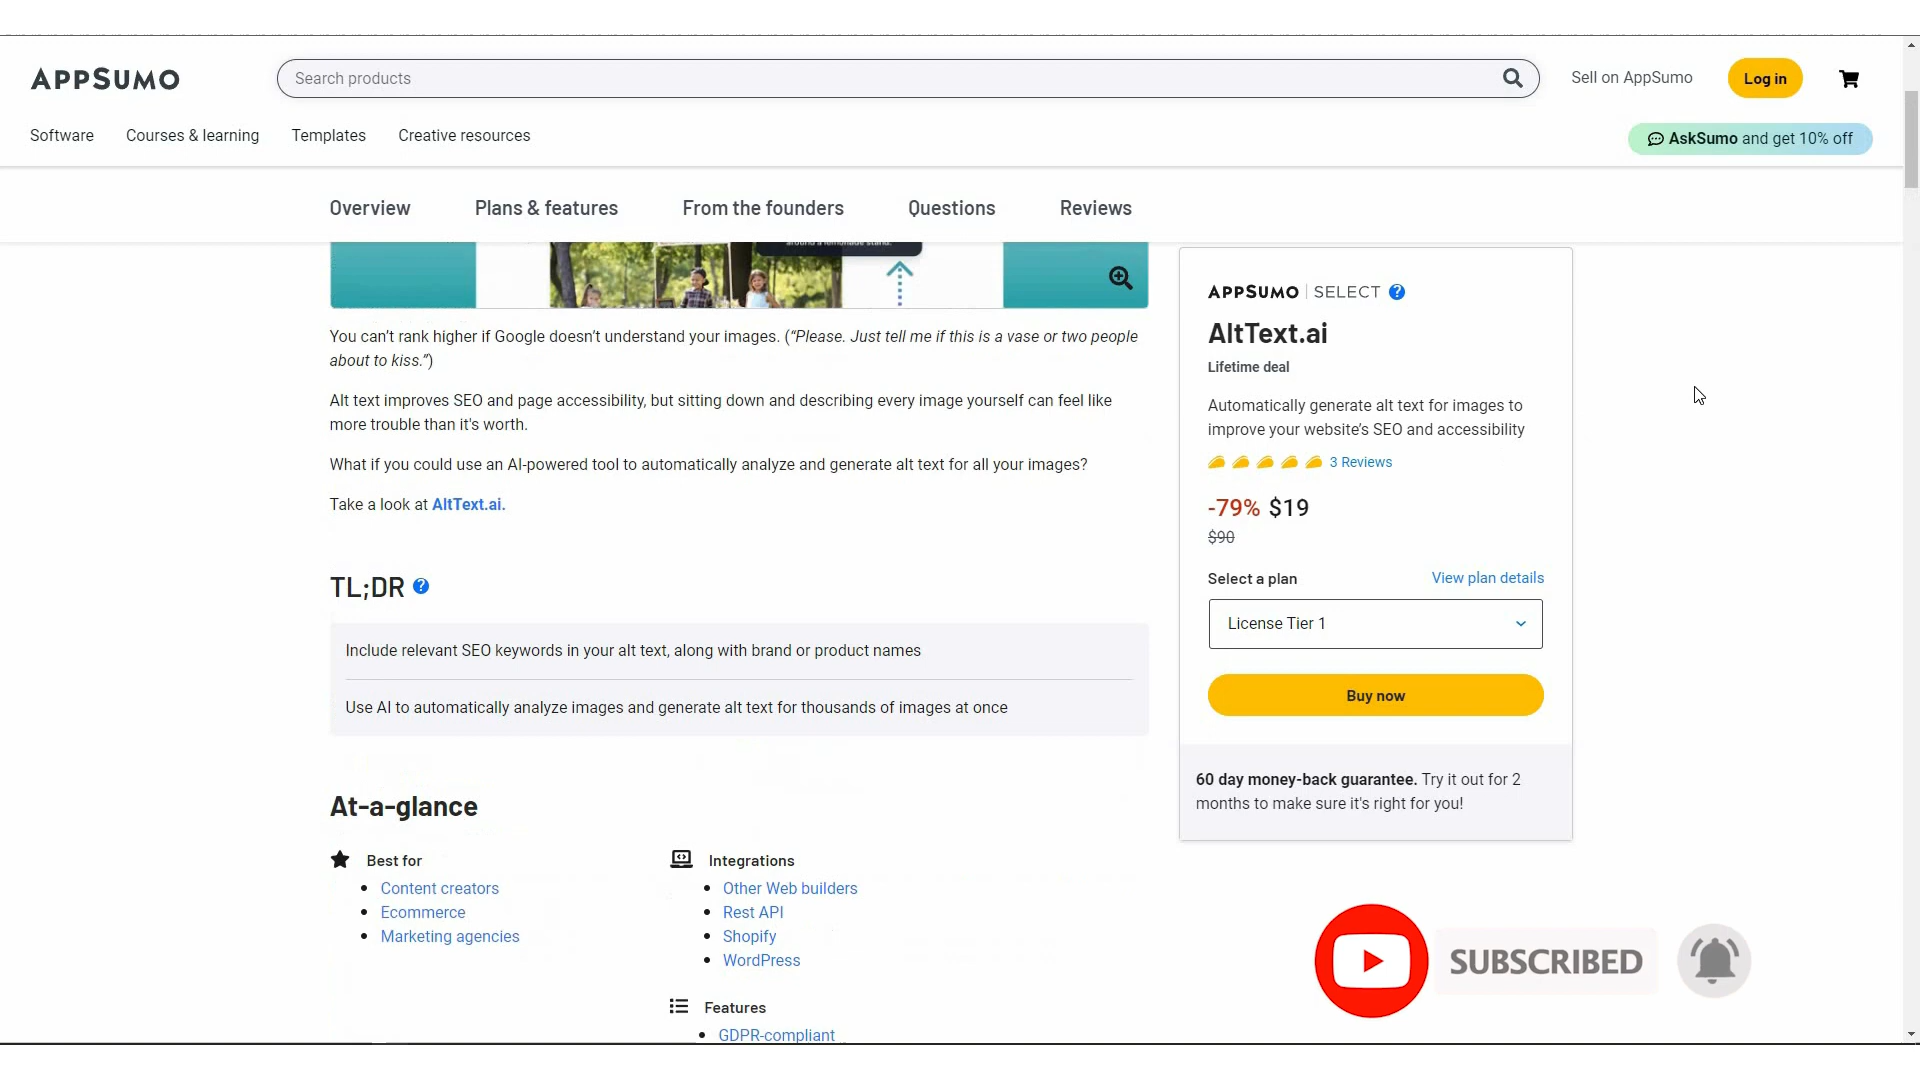 APPSUMO
Search products
Sell on AppSumo
Log in
Software
Courses & learning
Templates
Creative resources
AskSumo and get 10% off
Overview
Plans & features
From the founders
Questions
Reviews
around a lemonade stand.
You can’t rank higher if Google doesn’t understand your images. (“Please. Just tell me if this is a vase or two people
about to kiss.”)
Alt text improves SEO and page accessibility, but sitting down and describing every image yourself can feel like
more trouble than it's worth.
What if you could use an AI-powered tool to automatically analyze and generate alt text for all your images?
Take a look at AltText.ai.
TL;DR ?
Include relevant SEO keywords in your alt text, along with brand or product names
Use AI to automatically analyze images and generate alt text for thousands of images at once
At-a-glance
Best for
Content creators
Ecommerce
Marketing agencies
Integrations
Other Web builders
Rest API
Shopify
WordPress
Features
GDPR-compliant
APPSUMO | SELECT ?
AltText.ai
Lifetime deal
Automatically generate alt text for images to
improve your website’s SEO and accessibility
3 Reviews
-79% $19
$90
Select a plan
View plan details
License Tier 1
Buy now
60 day money-back guarantee. Try it out for 2
months to make sure it's right for you!
SUBSCRIBED